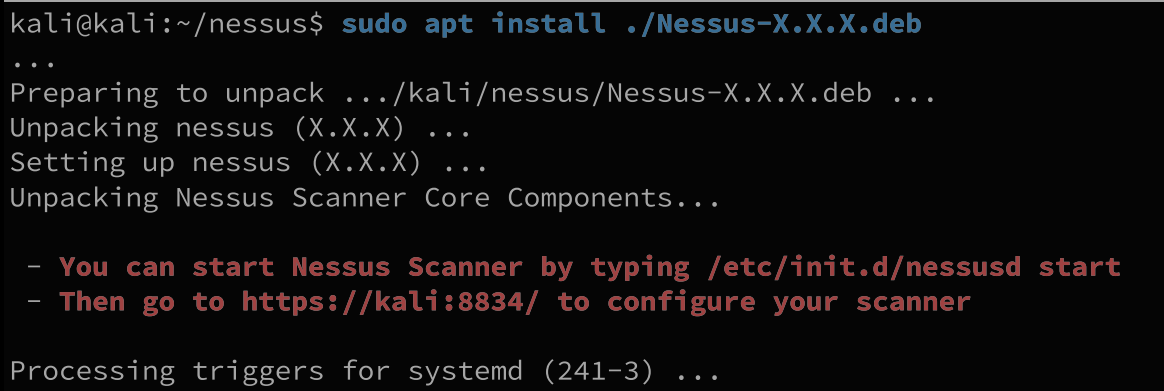 kali@kali:~/nessus$ sudo apt install ./Nessus-X.X.X.deb
...
Preparing to unpack .../kali/nessus/Nessus-X.X.X.deb ...
Unpacking nessus (X.X.X) ...
Setting up nessus (X.X.X) ...
Unpacking Nessus Scanner Core Components...
- You can start Nessus Scanner by typing /etc/init.d/nessusd start
- Then go to https://kali:8834/ to configure your scanner
Processing triggers for systemd (241-3) ...